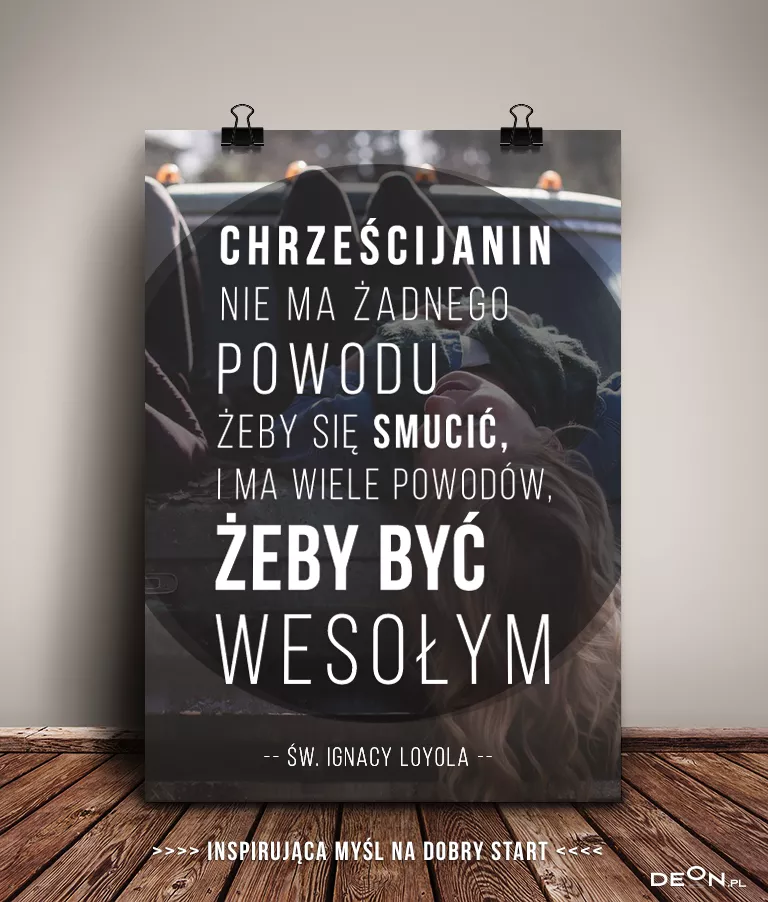 CHRZEŚCIJANIN
NIE MA ŻADNEGO
POWODU
ŻEBY SIĘ SMUCIĆ,
I MA WIELE POWODÓW,
ŻEBY BYĆ
WESOŁYM
-- ŚW. IGNACY LOYOLA --
>>>> INSPIRUJĄCA MYŚL NA DOBRY START <<<<
DEON.PL